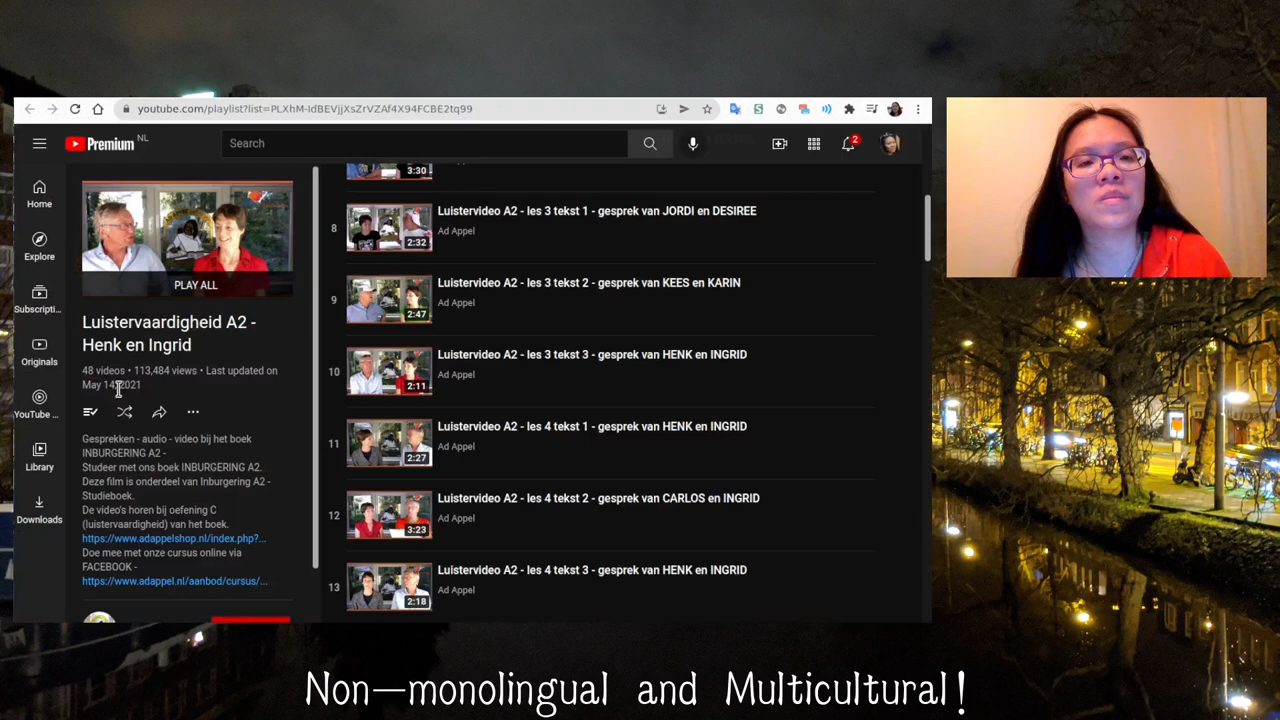 youtube.com/playlist?list=PLXhM-IdBEVjjXsZrVZAf4X94FCBE2tq99
Premium NL
Search
2
Home
Explore
Subscripti...
Originals
YouTube ...
Library
Downloads
PLAY ALL
Luistervaardigheid A2 -
Henk en Ingrid
48 videos • 113,484 views • Last updated on
May 14, 2021
Gesprekken - audio - video bij het boek
INBURGERING A2 -
Studeer met ons boek INBURGERING A2.
Deze film is onderdeel van Inburgering A2 -
Studieboek.
De video's horen bij oefening C
(luistervaardigheid) van het boek.
https://www.adappelshop.nl/index.php?...
Doe mee met onze cursus online via
FACEBOOK -
https://www.adappel.nl/aanbod/cursus/...
3:30
8
2:32
Luistervideo A2 - les 3 tekst 1 - gesprek van JORDI en DESIREE
Ad Appel
9
2:47
Luistervideo A2 - les 3 tekst 2 - gesprek van KEES en KARIN
Ad Appel
10
2:11
Luistervideo A2 - les 3 tekst 3 - gesprek van HENK en INGRID
Ad Appel
11
2:27
Luistervideo A2 - les 4 tekst 1 - gesprek van HENK en INGRID
Ad Appel
12
3:23
Luistervideo A2 - les 4 tekst 2 - gesprek van CARLOS en INGRID
Ad Appel
13
2:18
Luistervideo A2 - les 4 tekst 3 - gesprek van HENK en INGRID
Ad Appel
Non-monolingual and Multicultural!